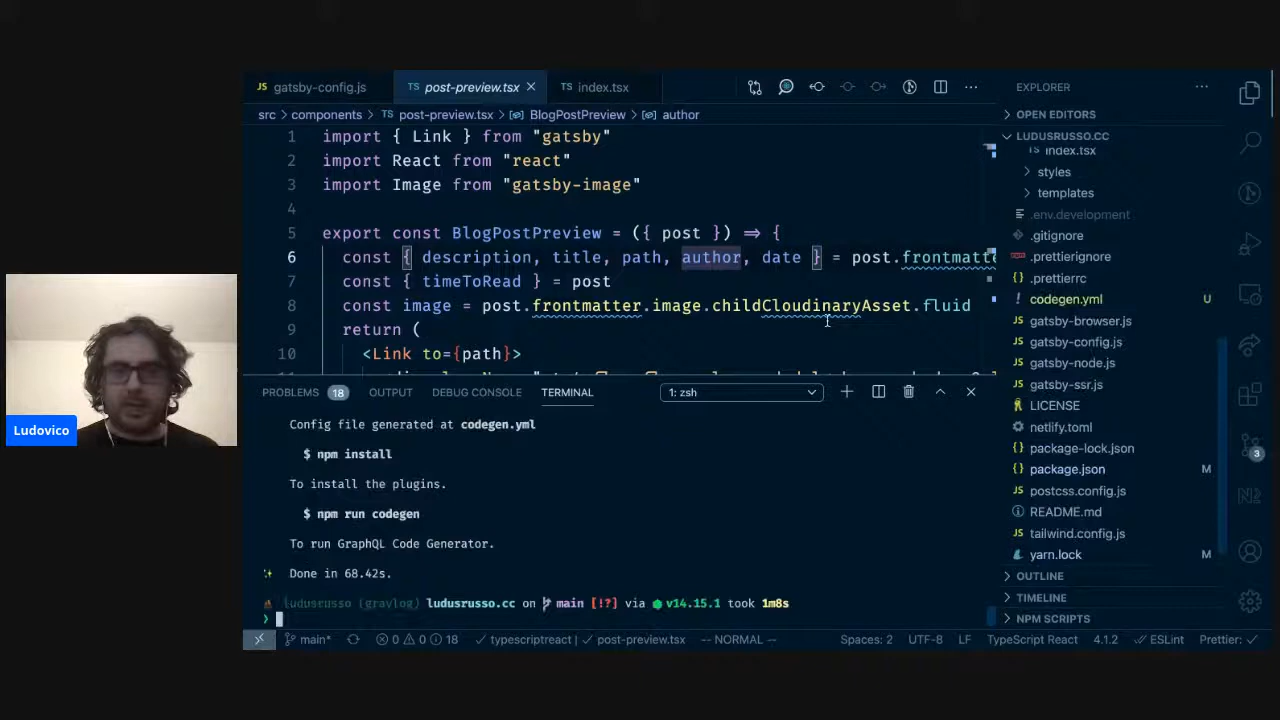 gatsby-config.js
post-preview.tsx
index.tsx
src > components > post-preview.tsx > BlogPostPreview > author
1 import { Link } from "gatsby"
2 import React from "react"
3 import Image from "gatsby-image"
4
5 export const BlogPostPreview = ({ post }) => {
6 const { description, title, path, author, date } = post.frontmatt
7 const { timeToRead } = post
8 const image = post.frontmatter.image.childCloudinaryAsset.fluid
9 return (
10 <Link to={path}>
PROBLEMS 18 OUTPUT DEBUG CONSOLE TERMINAL 1: zsh
Config file generated at codegen.yml
$ npm install
To install the plugins.
$ npm run codegen
To run GraphQL Code Generator.
Done in 68.42s.
ludusrusso (gravlog) ludusrusso.cc on main [!?] via v14.15.1 took 1m8s
EXPLORER
OPEN EDITORS
LUDUSRUSSO.CC
index.tsx
styles
templates
.env.development
.gitignore
.prettierignore
.prettierrc
codegen.yml U
gatsby-browser.js
gatsby-config.js
gatsby-node.js
gatsby-ssr.js
LICENSE
netlify.toml
package-lock.json
package.json M
postcss.config.js
README.md
tailwind.config.js
yarn.lock M
OUTLINE
TIMELINE
NPM SCRIPTS
3
main* 0 0 18 typescriptreact | post-preview.tsx -- NORMAL -- Spaces: 2 UTF-8 LF TypeScript React 4.1.2 ESLint Prettier:
Ludovico